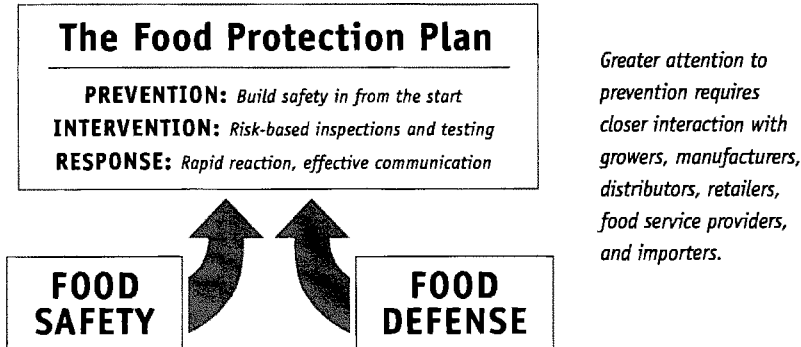 The Food Protection Plan
PREVENTION: Build safety in from the start
INTERVENTION: Risk-based inspections and testing
RESPONSE: Rapid reaction, effective communication
FOOD
SAFETY
FOOD
DEFENSE
Greater attention to
prevention requires
closer interaction with
growers, manufacturers,
distributors, retailers,
food service providers,
and importers.